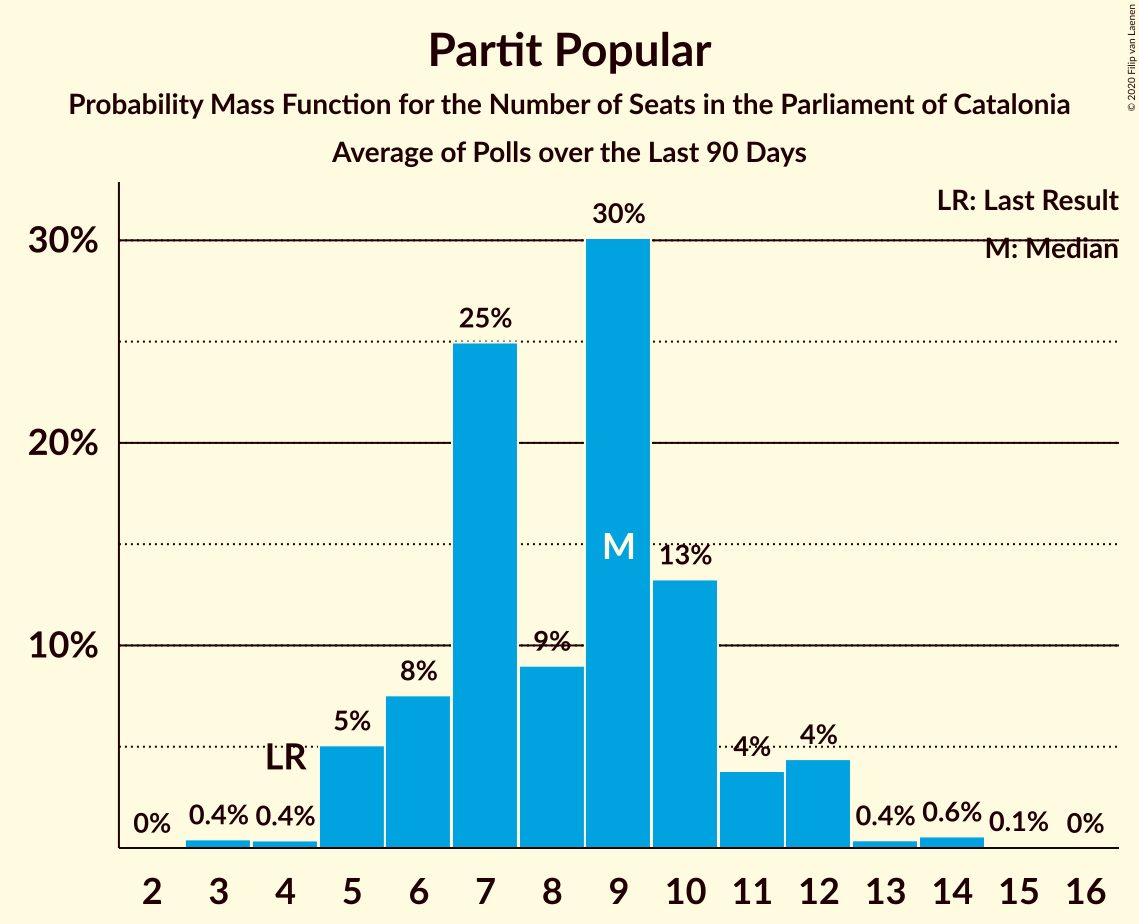 Partit Popular
Probability Mass Function for the Number of Seats in the Parliament of Catalonia
Average of Polls over the Last 90 Days
© 2020 Filip van Laenen
LR: Last Result
M: Median
30%
20%
10%
0% 0.4% 0.4% 5% 8% 25% 9% 30% 13% 4% 4% 0.4% 0.6% 0.1% 0%
LR
M
2 3 4 5 6 7 8 9 10 11 12 13 14 15 16